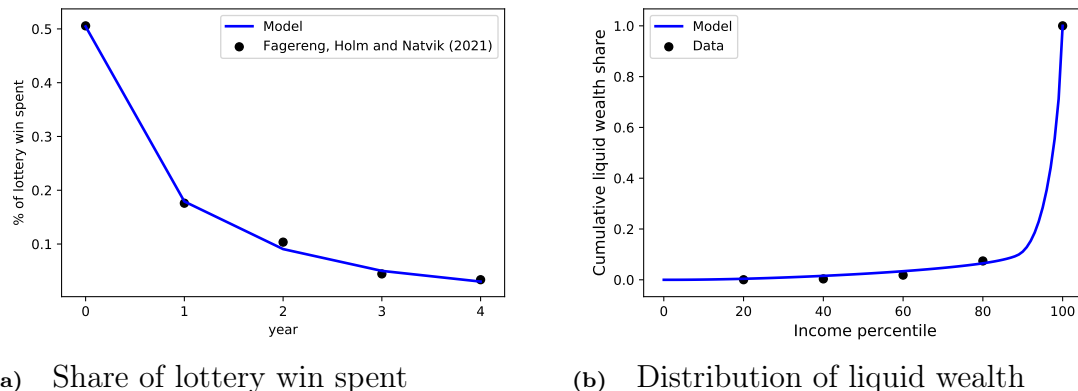 0.5
0.4
0.3
0.2
0.1
% of lottery win spent
Model
Fagereng, Holm and Natvik (2021)
0 1 2 3 4
year
a) Share of lottery win spent
1.0
0.8
0.6
0.4
0.2
0.0
Cumulative liquid wealth share
Model
Data
0 20 40 60 80 100
Income percentile
(b) Distribution of liquid wealth